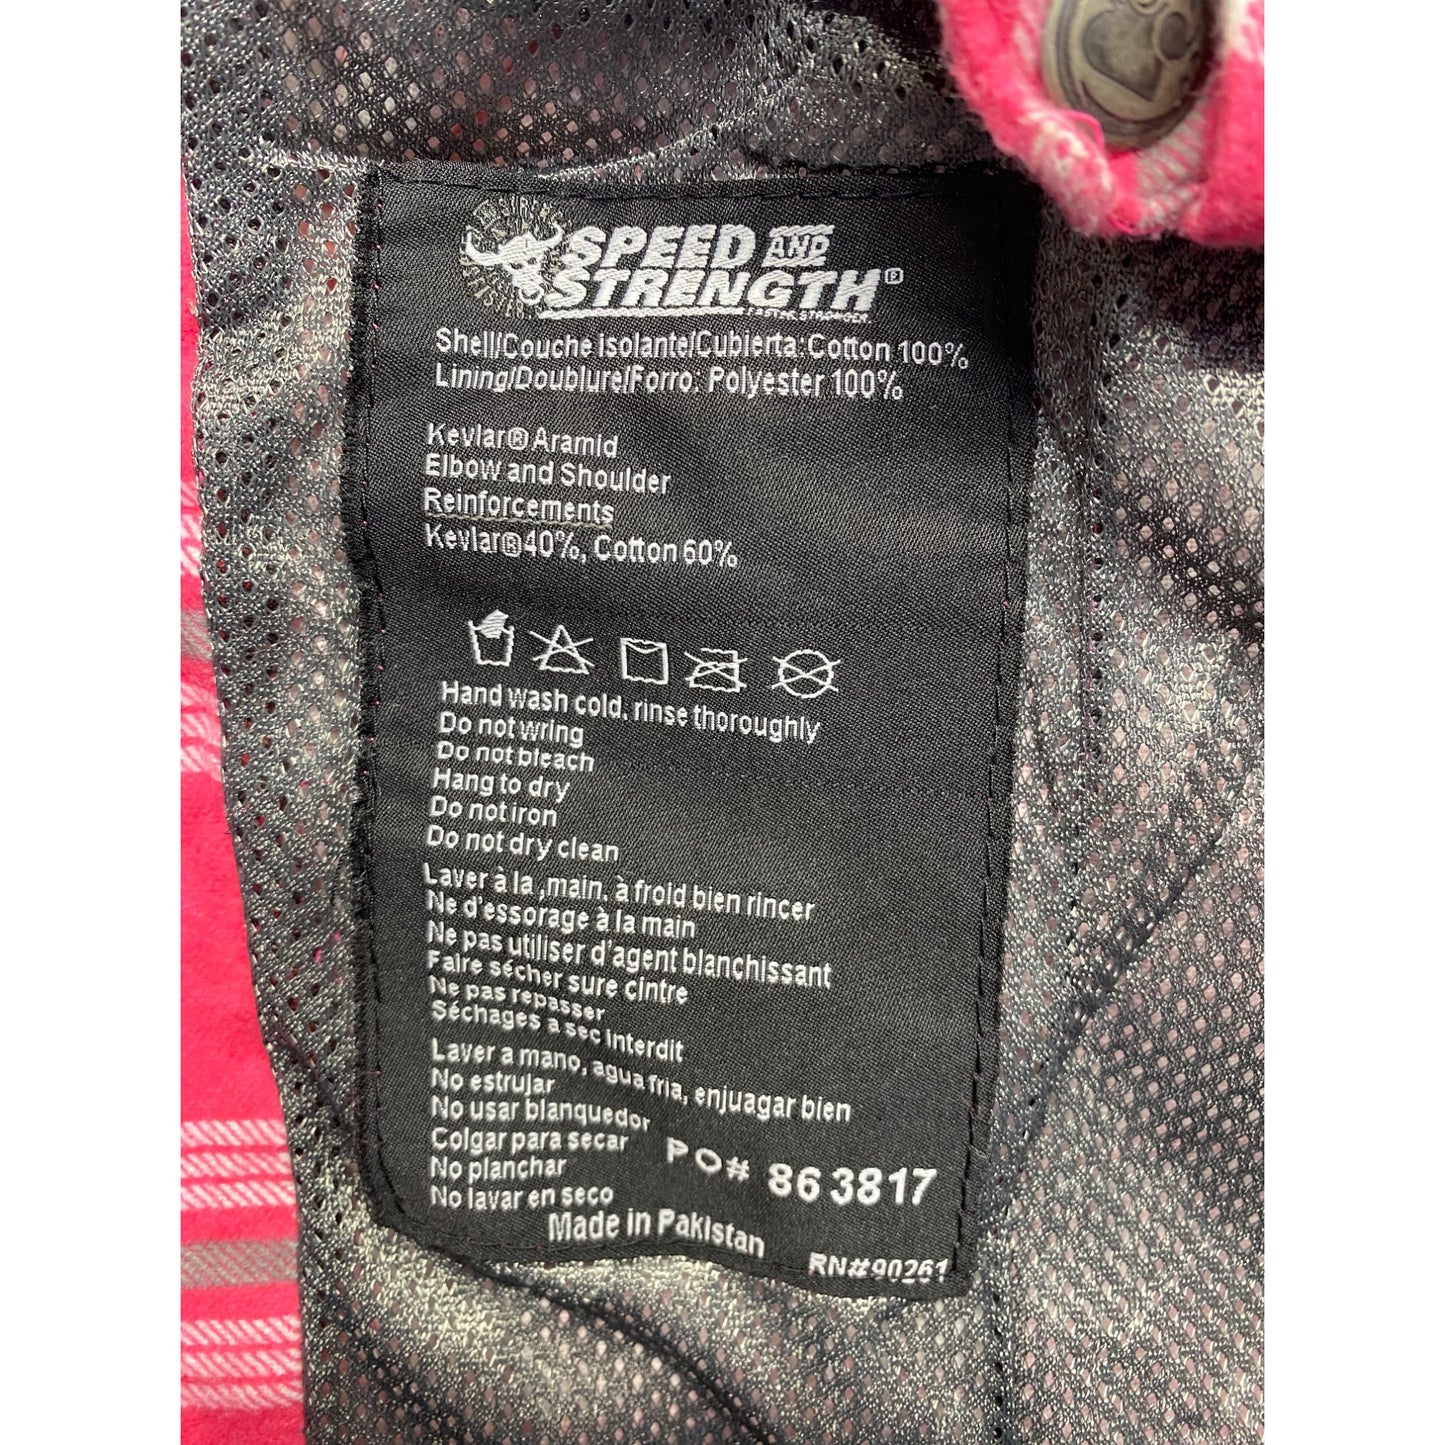 SPEED AND
STRENGTH®
FASTER. STRONGER.
Shell/Couche Isolante/Cubierta: Cotton 100%
Lining/Doublure/Forro: Polyester 100%
Kevlar® Aramid
Elbow and Shoulder
Reinforcements
Kevlar®40%, Cotton 60%
Hand wash cold, rinse thoroughly
Do not wring
Do not bleach
Hang to dry
Do not iron
Do not dry clean
Laver à la ,main, à froid bien rincer
Ne d'essorage à la main
Ne pas utiliser d'agent blanchissant
Faire sécher sure cintre
Ne pas repasser
Séchages a sec Interdit
Laver a mano, agua fria, enjuagar bien
No estrujar
No usar blanquedor
Colgar para secar
No planchar
No lavar en seco
PO# 863817
Made in Pakistan
RN#90261